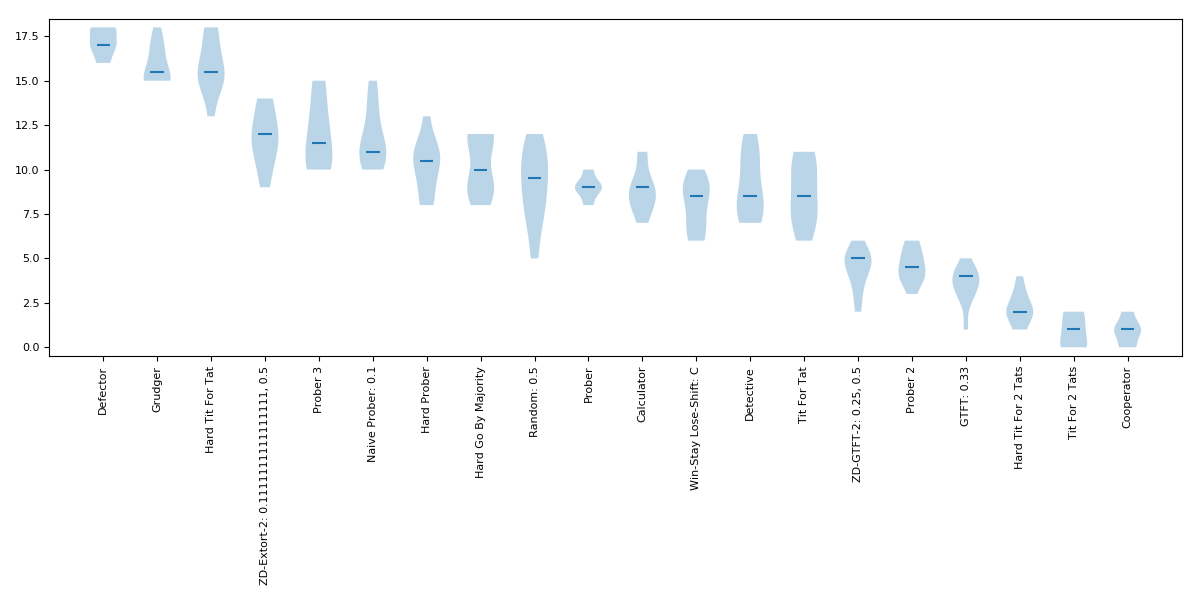 17.5
15.0
12.5
10.0
7.5
5.0
2.5
0.0
Defector
Grudger
Hard Tit For Tat
ZD-Extort-2: 0.1111111111111111, 0.5
Prober 3
Naive Prober: 0.1
Hard Prober
Hard Go By Majority
Random: 0.5
Prober
Calculator
Win-Stay Lose-Shift: C
Detective
Tit For Tat
ZD-GTFT-2: 0.25, 0.5
Prober 2
GTFT: 0.33
Hard Tit For 2 Tats
Tit For 2 Tats
Cooperator